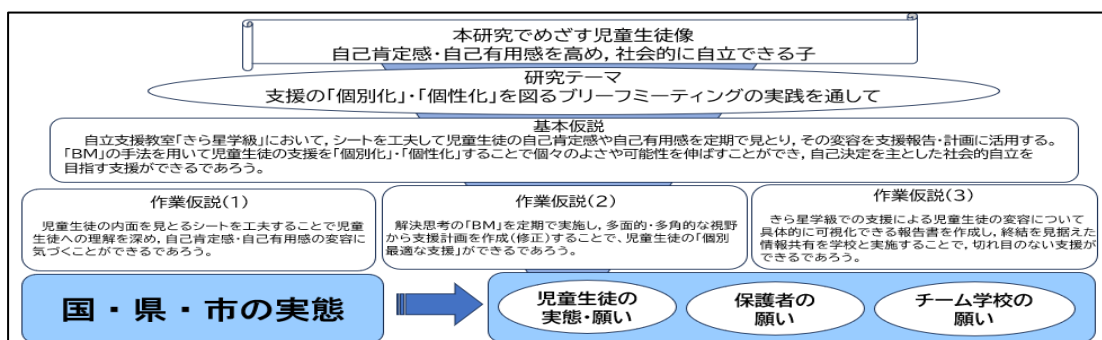 本研究でめざす児童生徒像
自己肯定感・自己有用感を高め，社会的に自立できる子
研究テーマ
支援の「個別化」・「個性化」を図るブリーフミーティングの実践を通して
基本仮説
自立支援教室「きら星学級」において，シートを工夫して児童生徒の自己肯定感や自己有用感を定期で見とり，その変容を支援報告・計画に活用する。
「BM」の手法を用いて児童生徒の支援を「個別化」・「個性化」することで個々のよさや可能性を伸ばすことができ，自己決定を主とした社会的自立を
目指す支援ができるであろう。
作業仮説(1)
児童生徒の内面を見とるシートを工夫することで児童
生徒への理解を深め，自己肯定感・自己有用感の変容に
気づくことができるであろう。
作業仮説(2)
解決思考の「BM」を定期で実施し，多面的・多角的な視野
から支援計画を作成(修正)することで、児童生徒の「個別
最適な支援」ができるであろう。
作業仮説(3)
きら星学級での支援による児童生徒の変容について
具体的に可視化できる報告書を作成し，終結を見据えた
情報共有を学校と実施することで，切れ目のない支援が
できるであろう。
国・県・市の実態
児童生徒の
実態・願い
保護者の
願い
チーム学校の
願い